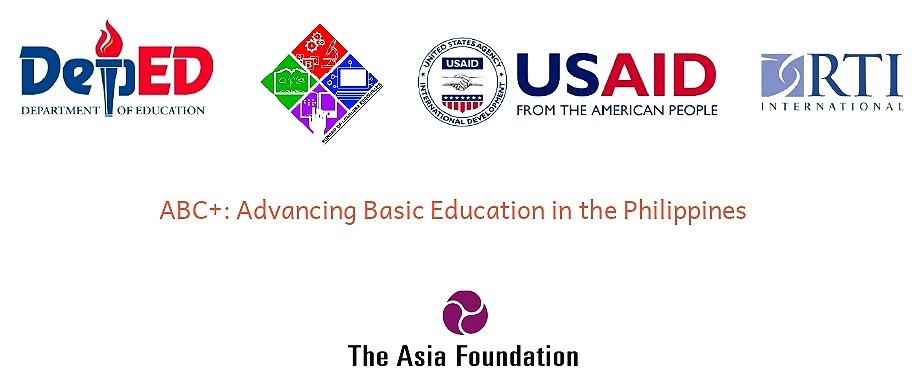 DepED
DEPARTMENT OF EDUCATION
UNITED STATES AGENCY
USAID
INTERNATIONAL DEVELOPMENT
USAID
FROM THE AMERICAN PEOPLE
RTI
INTERNATIONAL
ABC+: Advancing Basic Education in the Philippines
The Asia Foundation